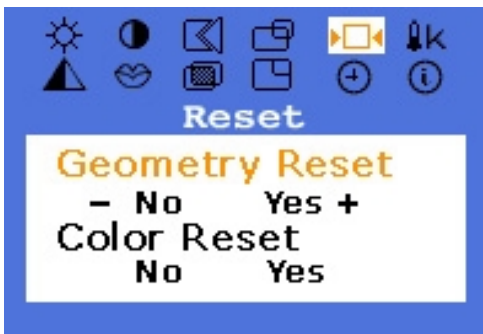 k
Reset
Geometry Reset
– No Yes +
Color Reset
No Yes